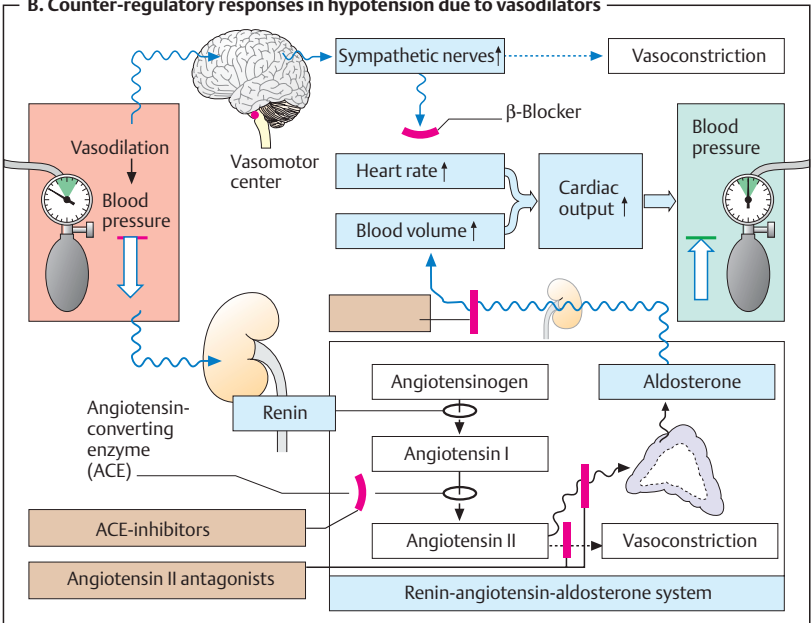 B. Counter-regulatory responses in hypotension due to vasodilators
Sympathetic nerves
Vasoconstriction
β-Blocker
Vasodilation
Blood
pressure
Vasomotor
center
Heart rate
Blood volume
Cardiac
output
Blood
pressure
Angiotensinogen
Aldosterone
Renin
Angiotensin-
converting
enzyme
(ACE)
Angiotensin I
ACE-inhibitors
Angiotensin II
Vasoconstriction
Angiotensin II antagonists
Renin-angiotensin-aldosterone system